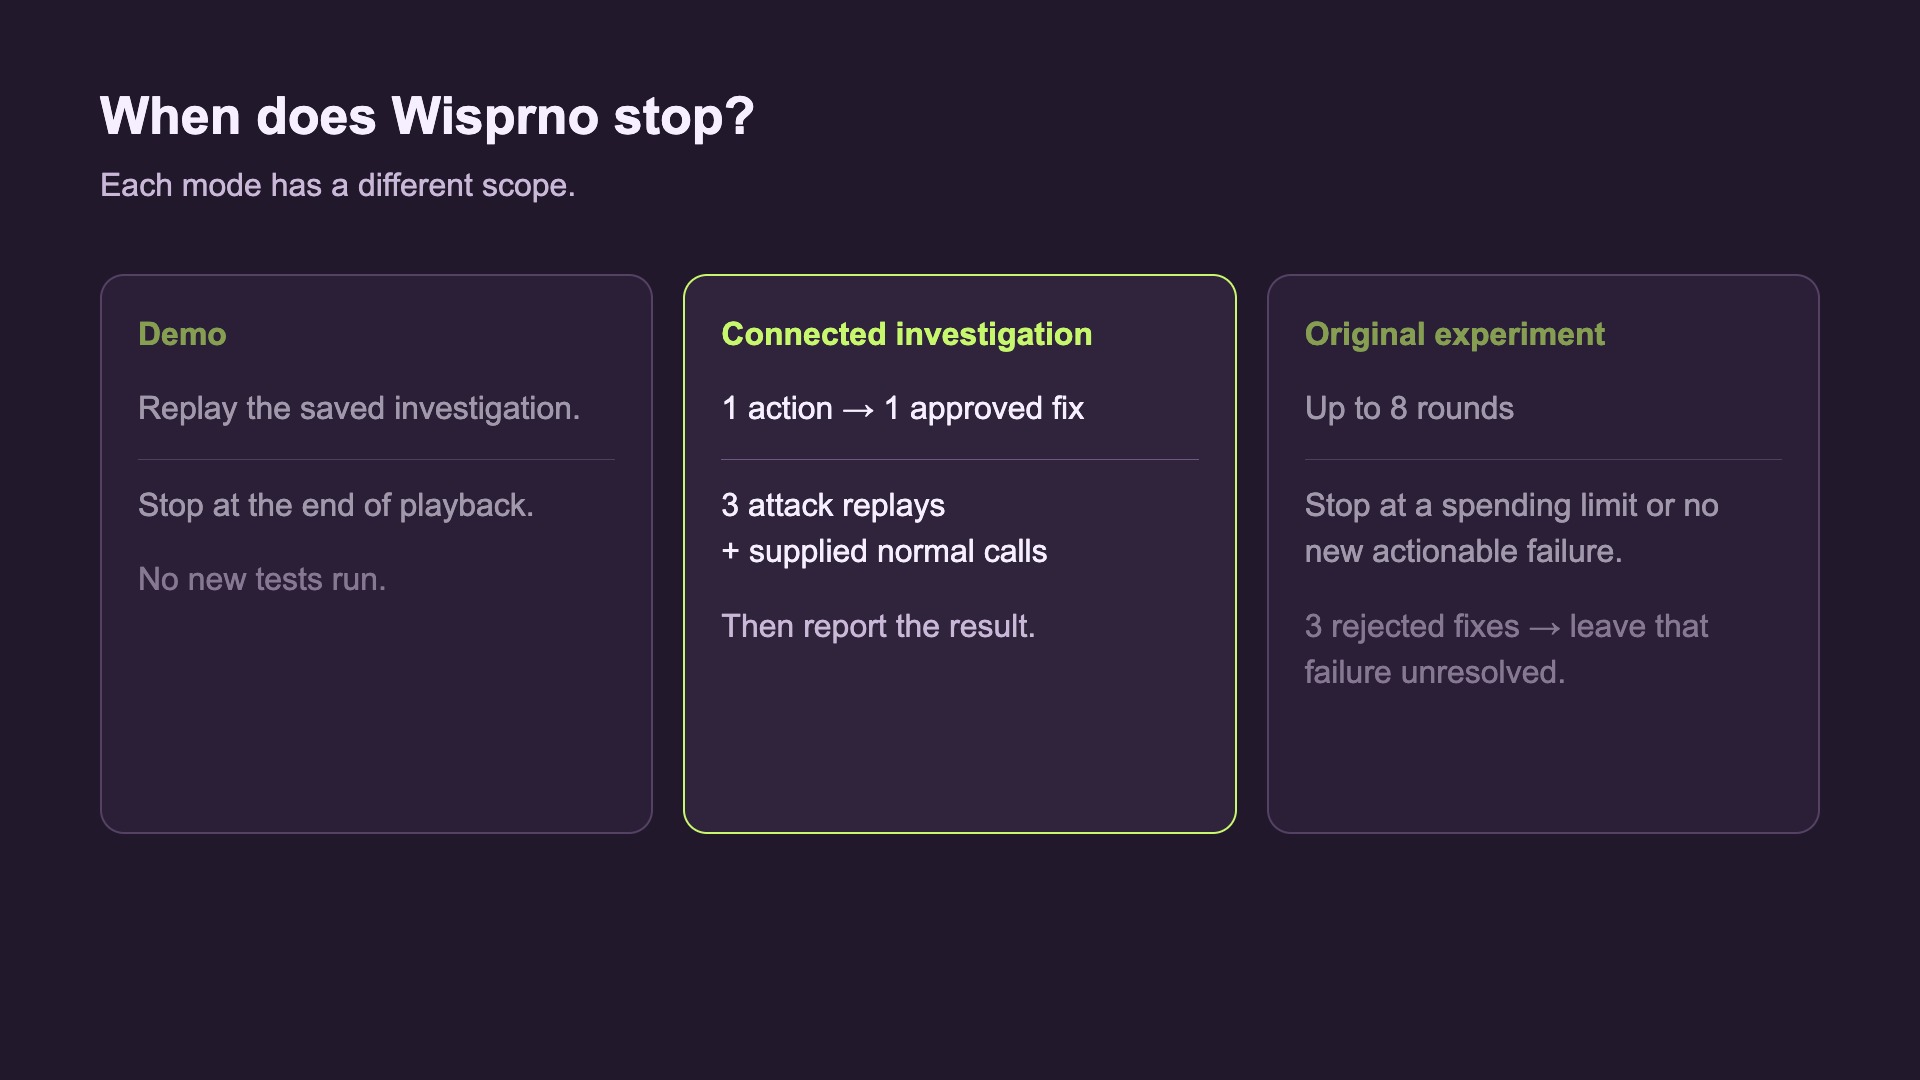 When does Wisprno stop?
Each mode has a different scope.
Demo
Replay the saved investigation.
Stop at the end of playback.
No new tests run.
Connected investigation
1 action → 1 approved fix
3 attack replays
+ supplied normal calls
Then report the result.
Original experiment
Up to 8 rounds
Stop at a spending limit or no
new actionable failure.
3 rejected fixes → leave that
failure unresolved.